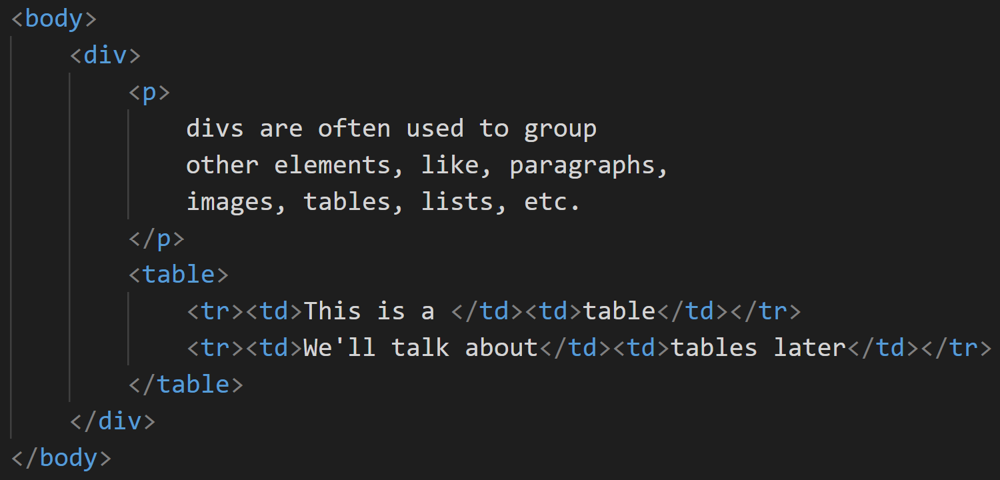 <body>
<div>
<p>
divs are often used to group
other elements, like, paragraphs,
images, tables, lists, etc.
</p>
<table>
<tr><td>This is a </td><td>table</td></tr>
<tr><td>We'll talk about</td><td>tables later</td></tr>
</table>
</div>
</body>